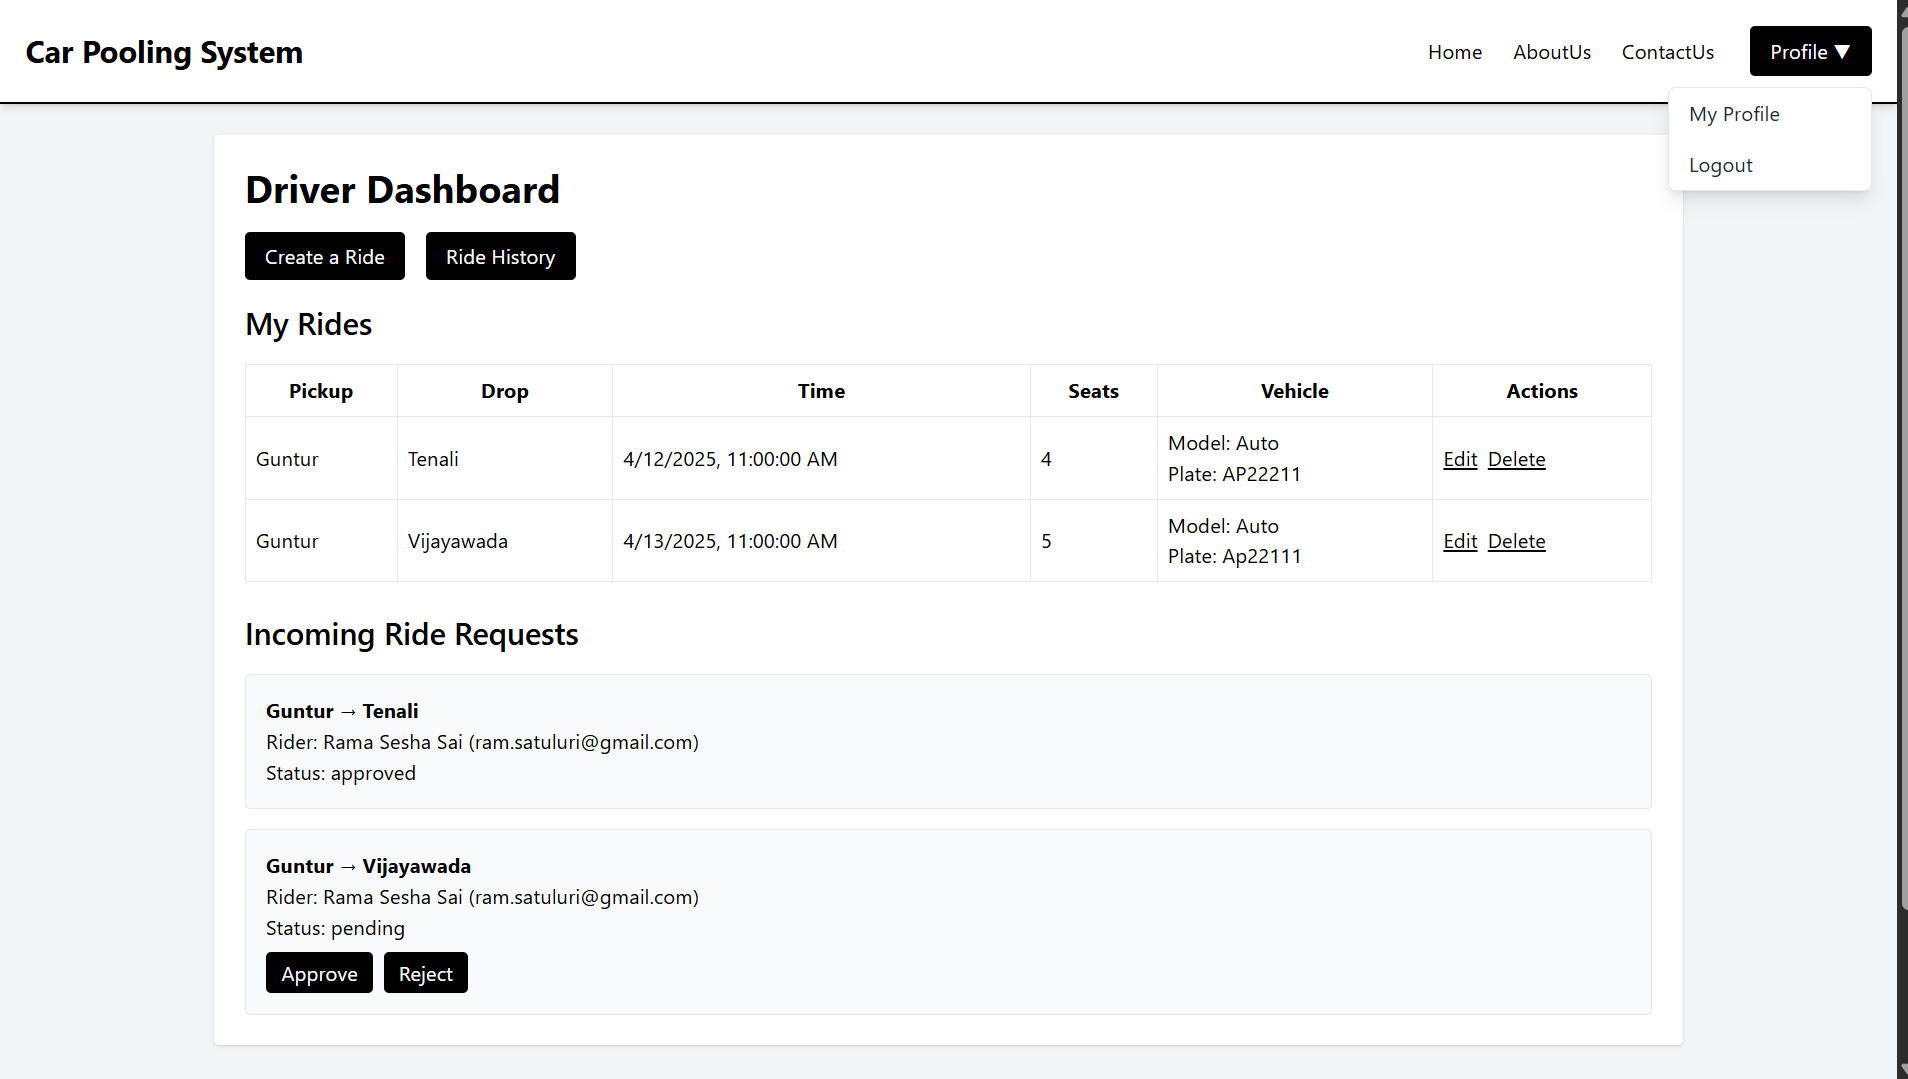 Car Pooling System
Home AboutUs ContactUs Profile ▼
My Profile
Logout
Driver Dashboard
Create a Ride Ride History
My Rides
Pickup Drop Time Seats Vehicle Actions
Guntur Tenali 4/12/2025, 11:00:00 AM 4 Model: Auto Plate: AP22211 Edit Delete
Guntur Vijayawada 4/13/2025, 11:00:00 AM 5 Model: Auto Plate: Ap22111 Edit Delete
Incoming Ride Requests
Guntur → Tenali
Rider: Rama Sesha Sai (ram.satuluri@gmail.com)
Status: approved
Guntur → Vijayawada
Rider: Rama Sesha Sai (ram.satuluri@gmail.com)
Status: pending
Approve Reject